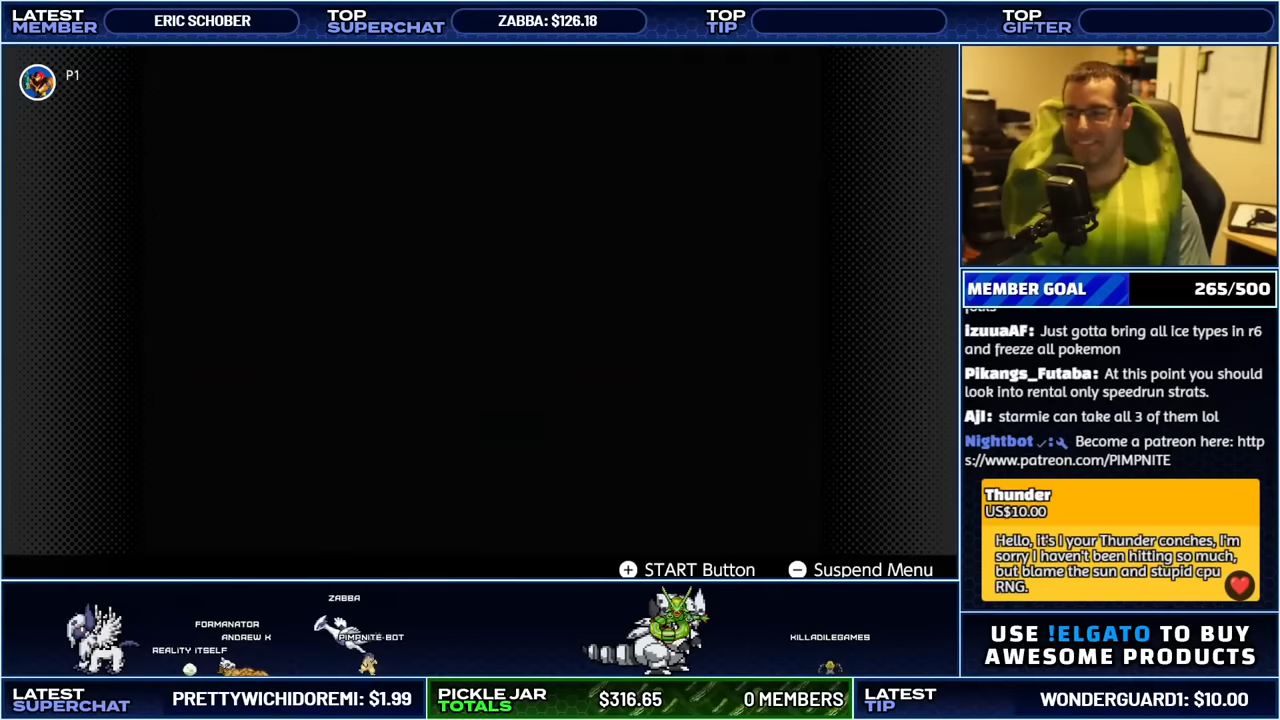 LATEST MEMBER
ERIC SCHOBER
TOP SUPERCHAT
ZABBA: $126.18
TOP TIP
TOP GIFTER
P1
MEMBER GOAL
265/500
izuuaAF: Just gotta bring all ice types in r6
and freeze all pokemon
Pikangs_Futaba: At this point you should
look into rental only speedrun strats.
AjI: starmie can take all 3 of them lol
Nightbot Become a patreon here: http
s://www.patreon.com/PIMPNITE
Thunder
US$10.00
Hello, it's I your Thunder conches, I'm
sorry I haven't been hitting so much,
but blame the sun and stupid cpu
RNG.
START Button
Suspend Menu
ZABBA
FORMANATOR
ANDREW K
PIMPNITE-BOT
REALITY ITSELF
KILLADILEGAMES
USE !ELGATO TO BUY
AWESOME PRODUCTS
LATEST SUPERCHAT
PRETTYWICHIDOREMI: $1.99
PICKLE JAR TOTALS
$316.65
0 MEMBERS
LATEST TIP
WONDERGUARD1: $10.00